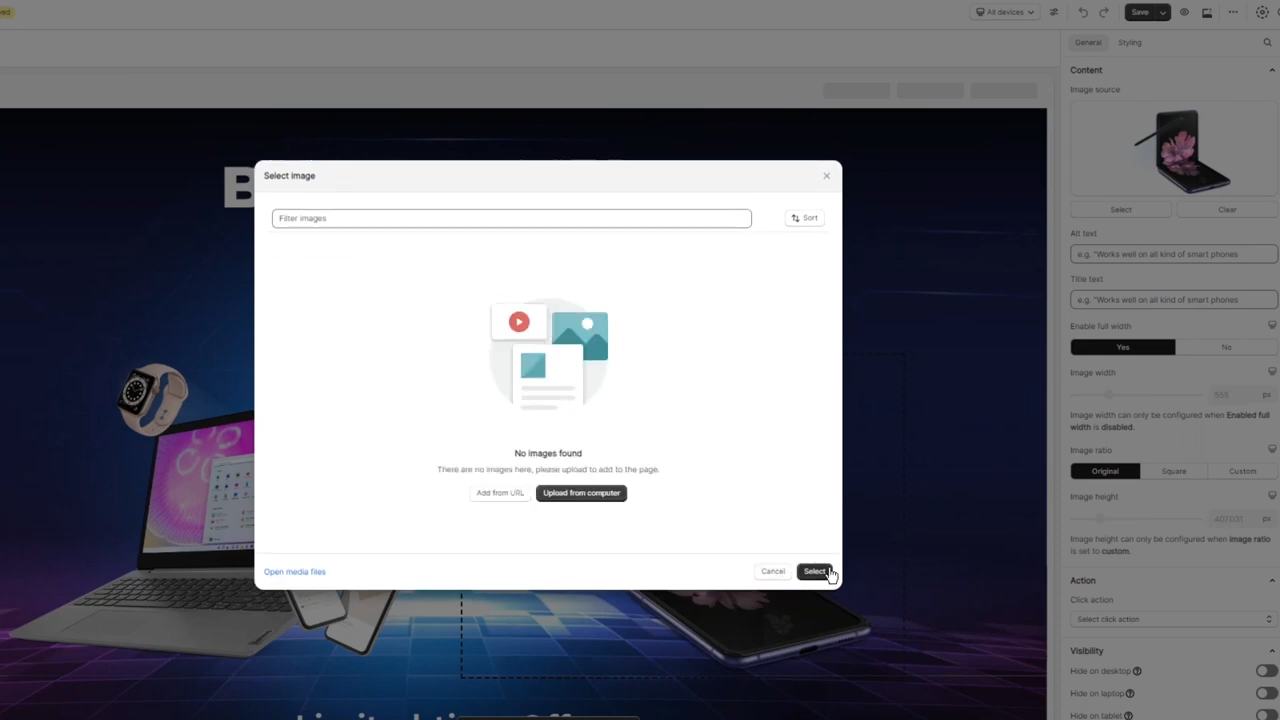 All devices
Save
General
Styling
Content
Image source
Select
Clear
Alt text
e.g. "Works well on all kind of smart phones
Title text
e.g. "Works well on all kind of smart phones
Enable full width
Yes
No
Image width
555
px
Image width can only be configured when Enabled full
width is disabled.
Image ratio
Original
Square
Custom
Image height
px
Image height can only be configured when image ratio
is set to custom.
Action
Click action
Select click action
Visibility
Hide on desktop
Hide on laptop
Hide on tablet
B
Select image
Filter images
Sort
No images found
There are no images here, please upload to add to the page.
Add from URL
Upload from computer
Open media files
Cancel
Select